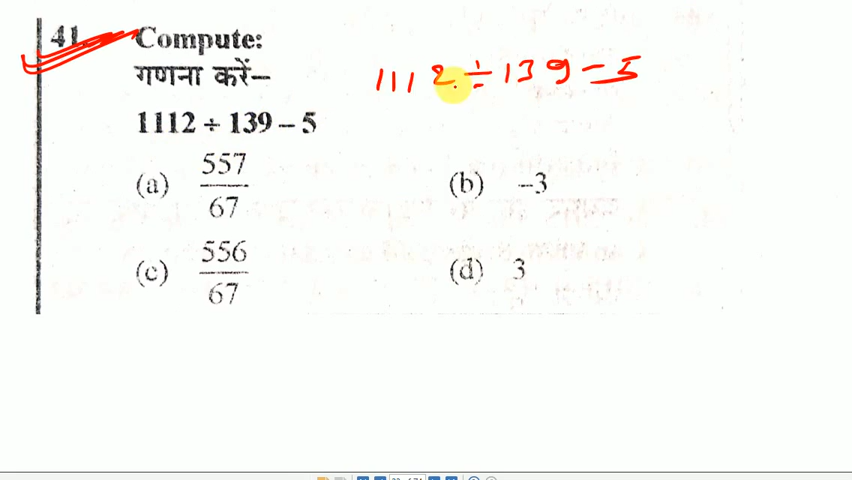 41. Compute:
गणना करें–
1112 ÷ 139 – 5
1112 ÷ 139 – 5
(a) 557/67 (b) –3
(c) 556/67 (d) 3